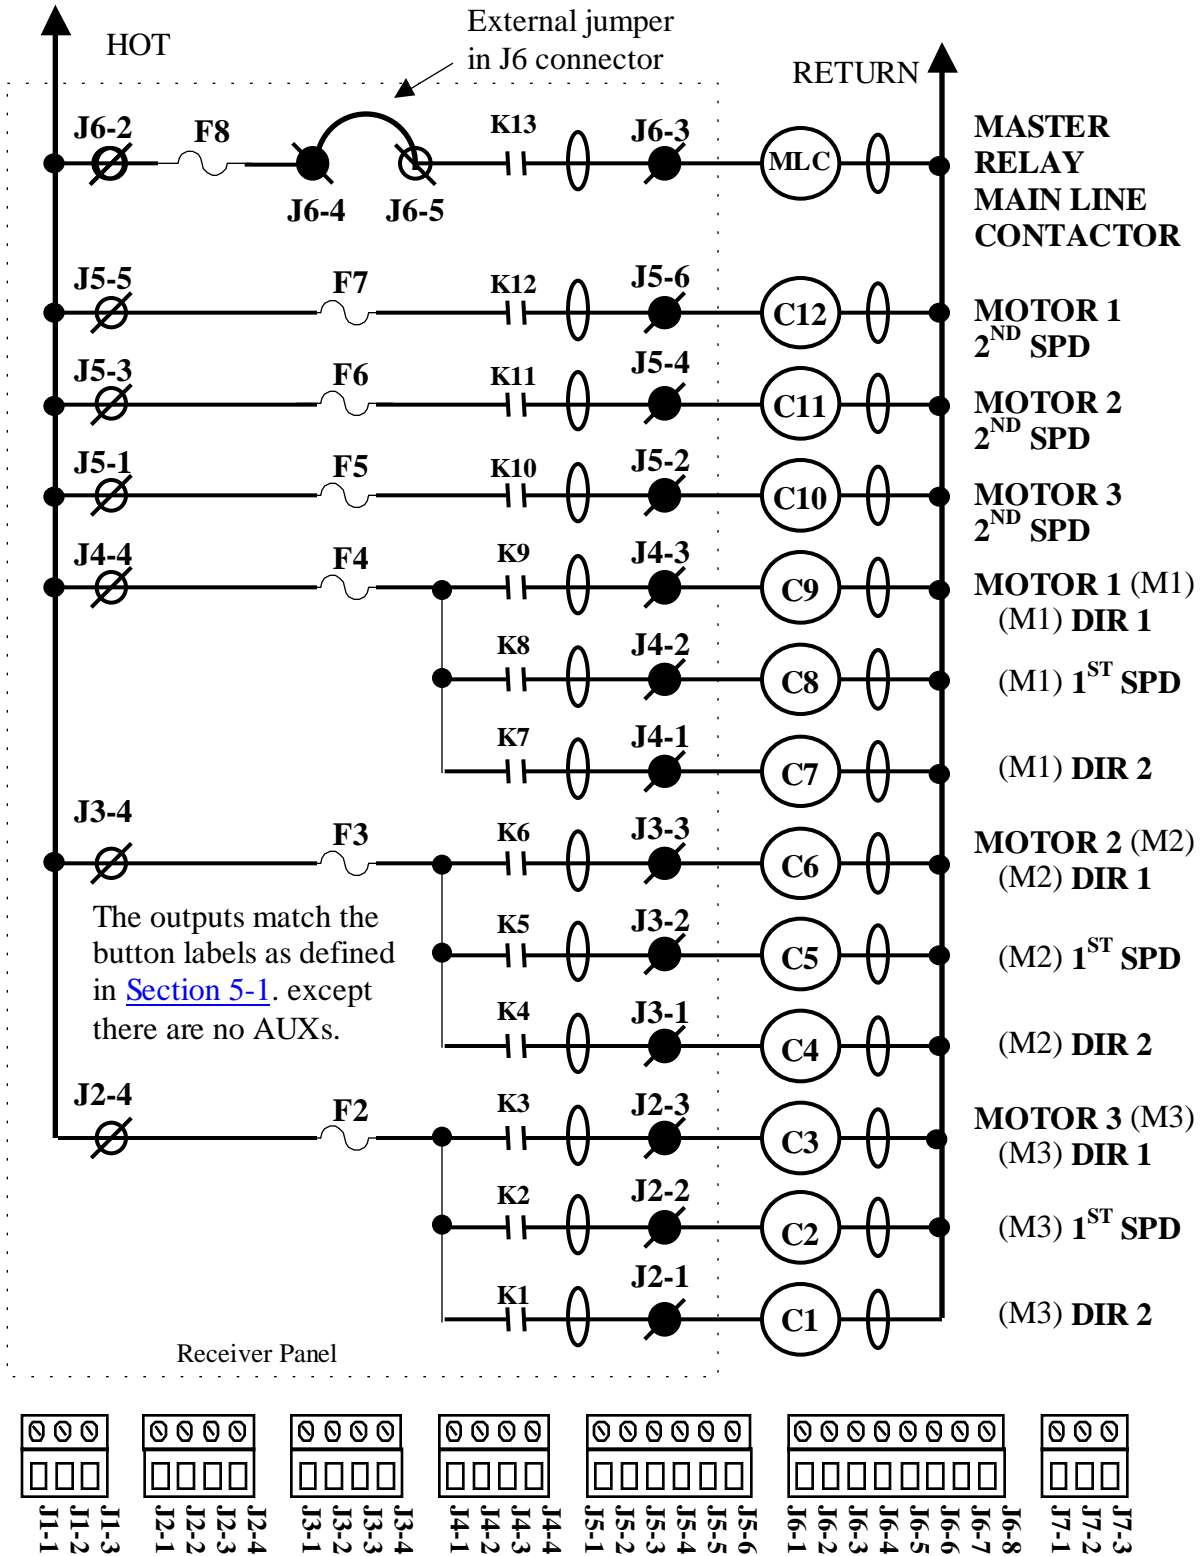 External jumper
in J6 connector
HOT
RETURN
J6-2
F8
J6-4
J6-5
K13
J6-3
MLC
MASTER
RELAY
MAIN LINE
CONTACTOR
J5-5
F7
K12
J5-6
C12
MOTOR 1
2ND SPD
J5-3
F6
K11
J5-4
C11
MOTOR 2
2ND SPD
J5-1
F5
K10
J5-2
C10
MOTOR 3
2ND SPD
J4-4
F4
K9
J4-3
C9
MOTOR 1 (M1)
(M1) DIR 1
K8
J4-2
C8
(M1) 1ST SPD
K7
J4-1
C7
(M1) DIR 2
J3-4
F3
K6
J3-3
C6
MOTOR 2 (M2)
(M2) DIR 1
The outputs match the
button labels as defined
in Section 5-1. except
there are no AUXs.
K5
J3-2
C5
(M2) 1ST SPD
K4
J3-1
C4
(M2) DIR 2
J2-4
F2
K3
J2-3
C3
MOTOR 3 (M3)
(M3) DIR 1
K2
J2-2
C2
(M3) 1ST SPD
K1
J2-1
C1
(M3) DIR 2
Receiver Panel
J1-1
J1-2
J1-3
J2-1
J2-2
J2-3
J2-4
J3-1
J3-2
J3-3
J3-4
J4-1
J4-2
J4-3
J4-4
J5-1
J5-2
J5-3
J5-4
J5-5
J5-6
J6-1
J6-2
J6-3
J6-4
J6-5
J6-6
J6-7
J6-8
J7-1
J7-2
J7-3